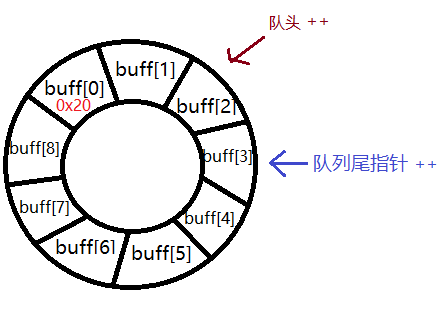 队头 ++
buff[1]
buff[0]
0x20
buff[2]
buff[8]
buff[3]
队列尾指针 ++
buff[7]
buff[4]
buff[6]
buff[5]